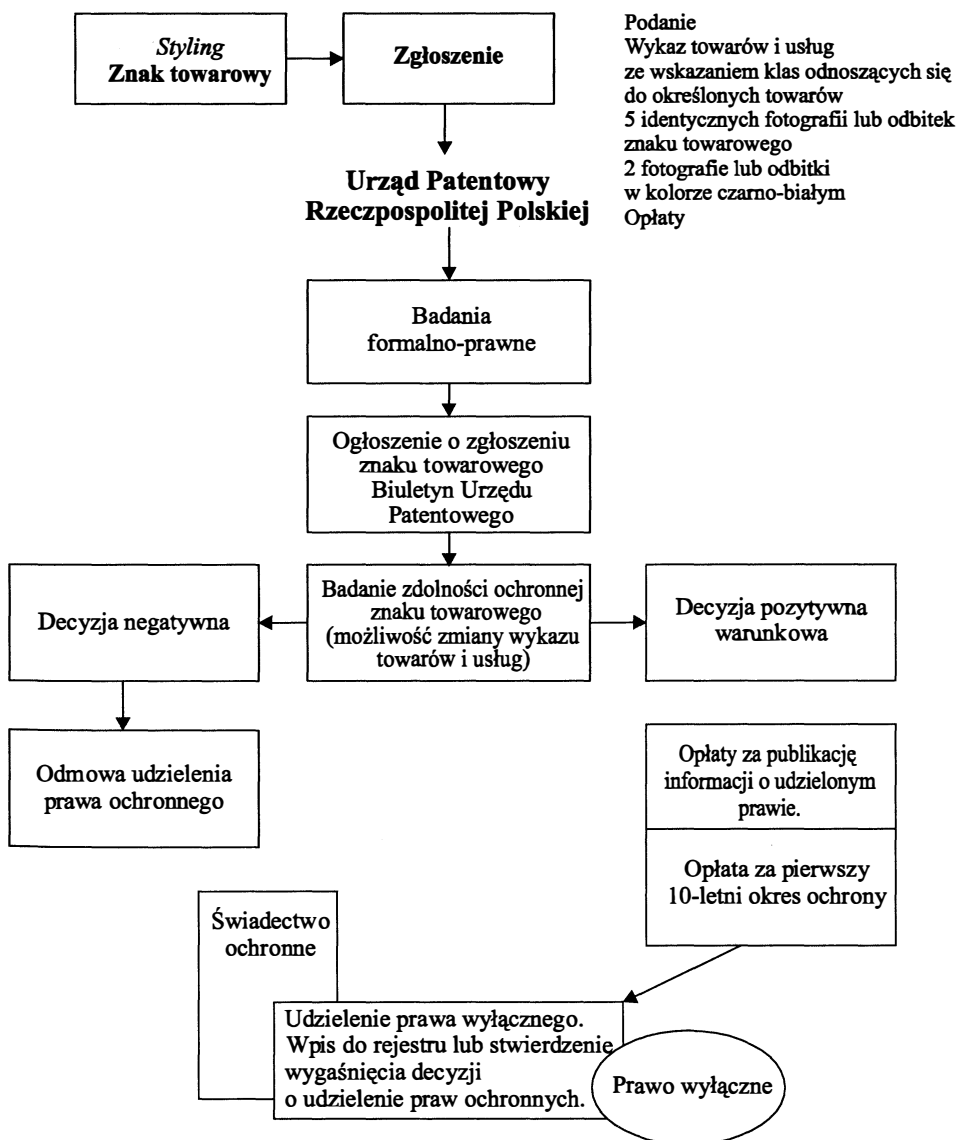 Styling
Znak towarowy
Zgłoszenie
Podanie
Wykaz towarów i usług
ze wskazaniem klas odnoszących się
do określonych towarów
5 identycznych fotografii lub odbitek
znaku towarowego
2 fotografie lub odbitki
w kolorze czarno-białym
Opłaty
Urząd Patentowy
Rzeczpospolitej Polskiej
Badania
formalno-prawne
Ogłoszenie o zgłoszeniu
znaku towarowego
Biuletyn Urzędu
Patentowego
Decyzja negatywna
Badanie zdolności ochronnej
znaku towarowego
(możliwość zmiany wykazu
towarów i usług)
Decyzja pozytywna
warunkowa
Odmowa udzielenia
prawa ochronnego
Opłaty za publikację
informacji o udzielonym
prawie.
Opłata za pierwszy
10-letni okres ochrony
Świadectwo
ochronne
Udzielenie prawa wyłącznego.
Wpis do rejestru lub stwierdzenie
wygaśnięcia decyzji
o udzielenie praw ochronnych.
Prawo wyłączne